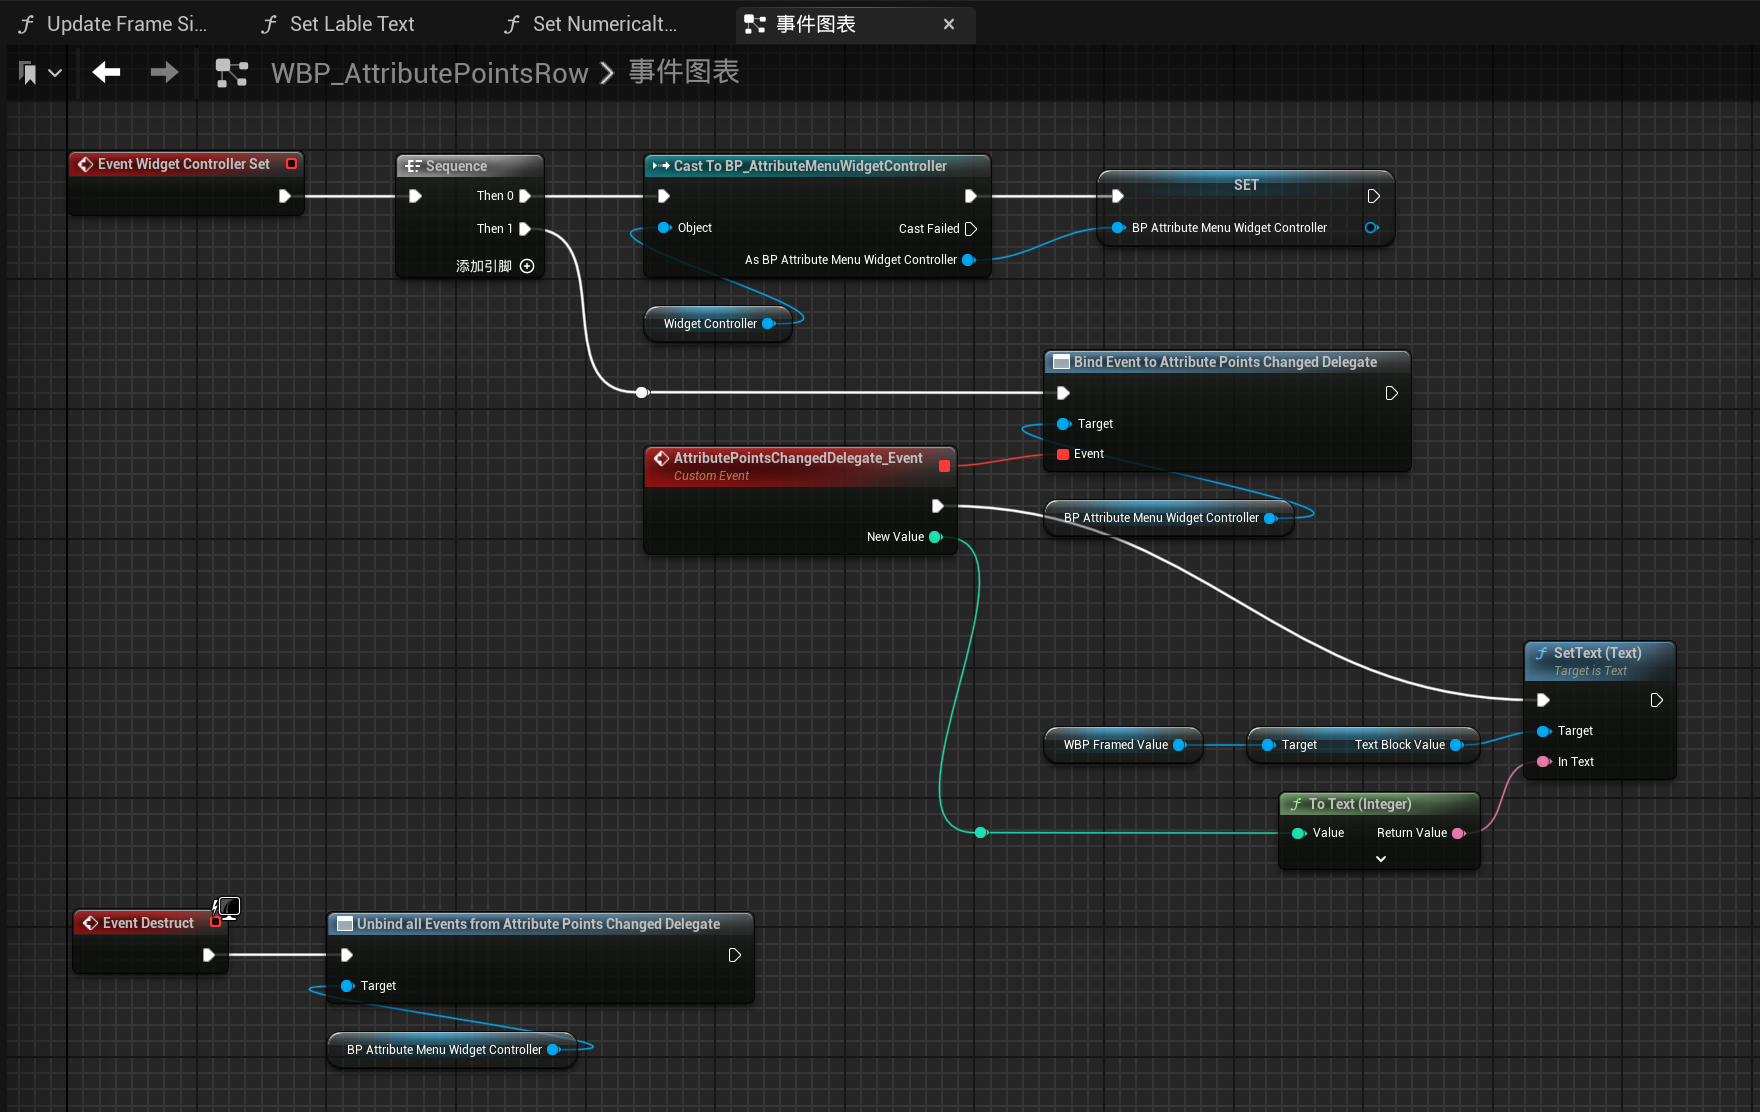 Update Frame Si...
Set Lable Text
Set Numericalt...
事件图表
WBP_AttributePointsRow
事件图表
Event Widget Controller Set
Sequence
Then 0
Then 1
添加引脚
Cast To BP_AttributeMenuWidgetController
Object
Cast Failed
As BP Attribute Menu Widget Controller
SET
BP Attribute Menu Widget Controller
Widget Controller
Bind Event to Attribute Points Changed Delegate
Target
Event
AttributePointsChangedDelegate_Event
Custom Event
New Value
BP Attribute Menu Widget Controller
SetText (Text)
Target is Text
Target
In Text
WBP Framed Value
Target
Text Block Value
To Text (Integer)
Value
Return Value
Event Destruct
Unbind all Events from Attribute Points Changed Delegate
Target
BP Attribute Menu Widget Controller